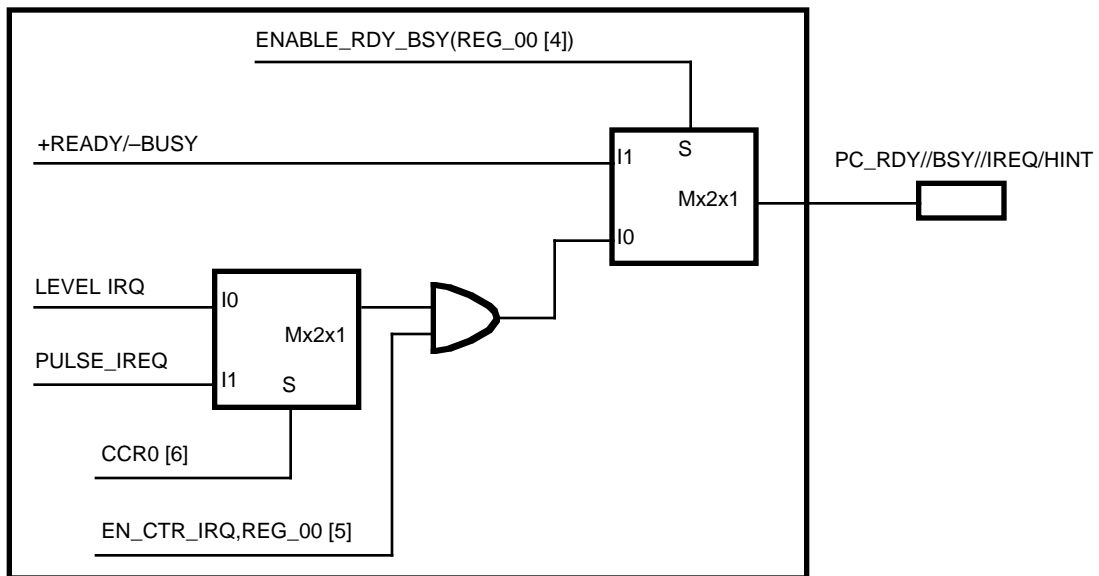 ENABLE_RDY_BSY(REG_00 [4])
+READY/–BUSY
I1
S
Mx2x1
I0
PC_RDY//BSY//IREQ/HINT
LEVEL IRQ
I0
Mx2x1
PULSE_IREQ
I1
S
CCR0 [6]
EN_CTR_IRQ,REG_00 [5]